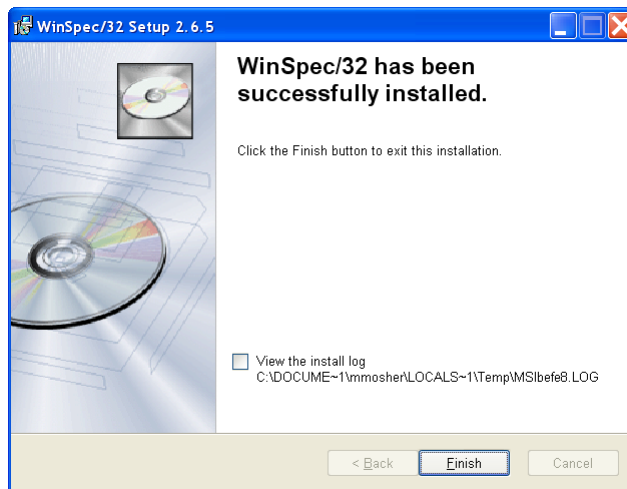 WinSpec/32 Setup 2.6.5
WinSpec/32 has been
successfully installed.
Click the Finish button to exit this installation.
View the install log
C:\DOCUME~1\mmosher\LOCALS~1\Temp\MSIbefe8.LOG
< Back
Finish
Cancel